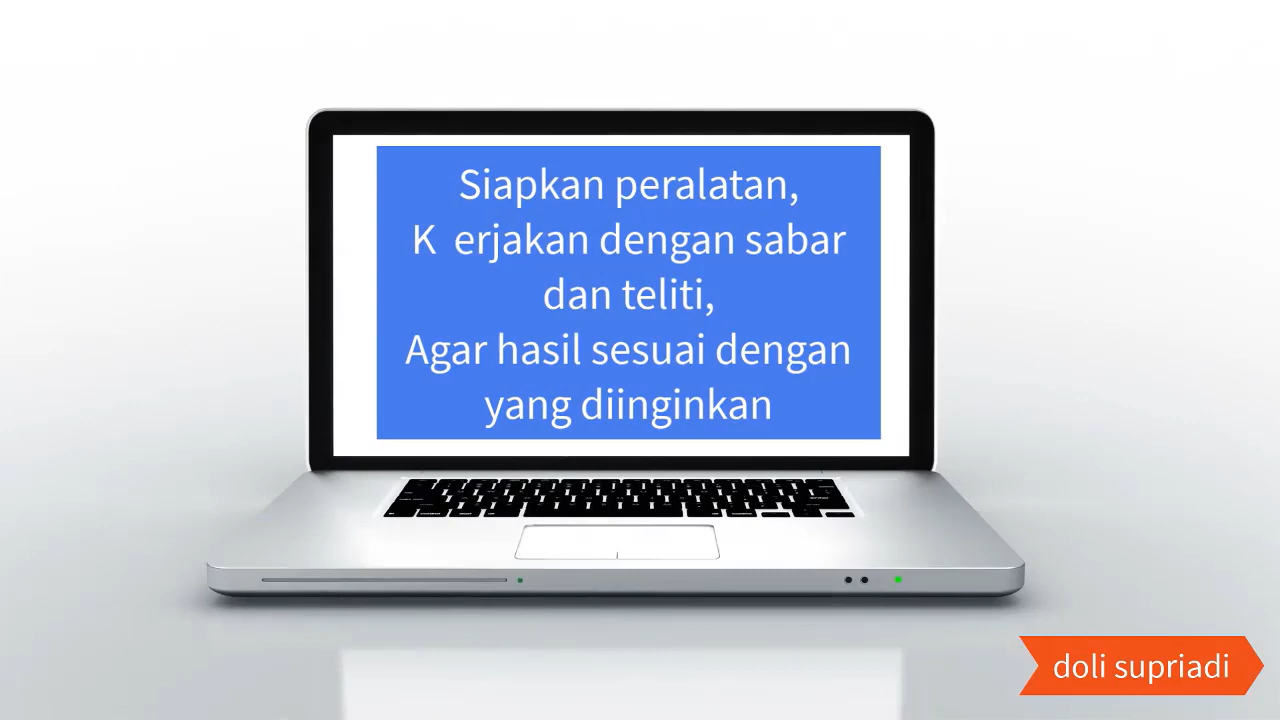 Siapkan peralatan,
K  erjakan dengan sabar
dan teliti,
Agar hasil sesuai dengan
yang diinginkan
doli supriadi